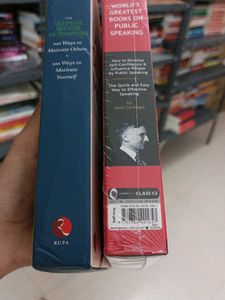 THE
ULTIMATE
SET FOR
MOTIVATION
100 Ways to
Motivate Others
+
100 Ways to
Motivate
Yourself
RUPA
WORLD'S
GREATEST
BOOKS ON
PUBLIC
SPEAKING
How to Develop
Self-Confidence &
Influence People
by Public Speaking
+
The Quick and Easy
Way to Effective
Speaking
by
Dale Carnegie
CLASSICS